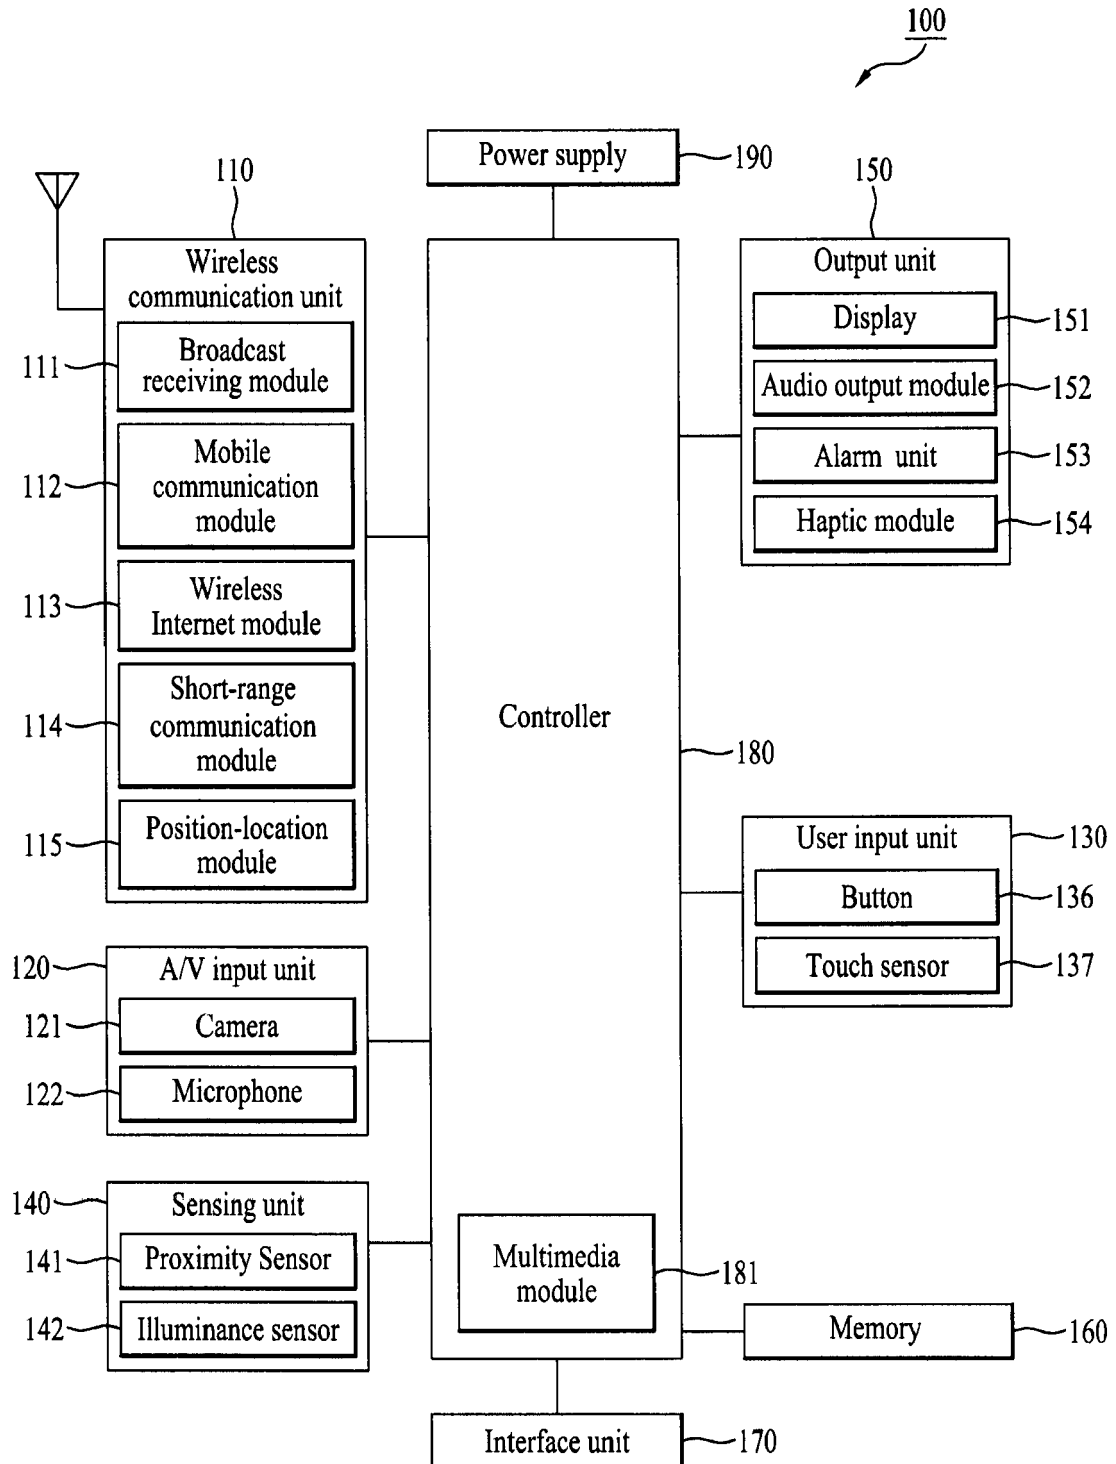 100
Power supply
190
110
Wireless
communication unit
111
Broadcast
receiving module
112
Mobile
communication
module
113
Wireless
Internet module
114
Short-range
communication
module
115
Position-location
module
120
A/V input unit
121
Camera
122
Microphone
140
Sensing unit
141
Proximity Sensor
142
Illuminance sensor
Controller
180
Multimedia
module
181
150
Output unit
Display
151
Audio output module
152
Alarm unit
153
Haptic module
154
User input unit
130
Button
136
Touch sensor
137
Memory
160
Interface unit
170